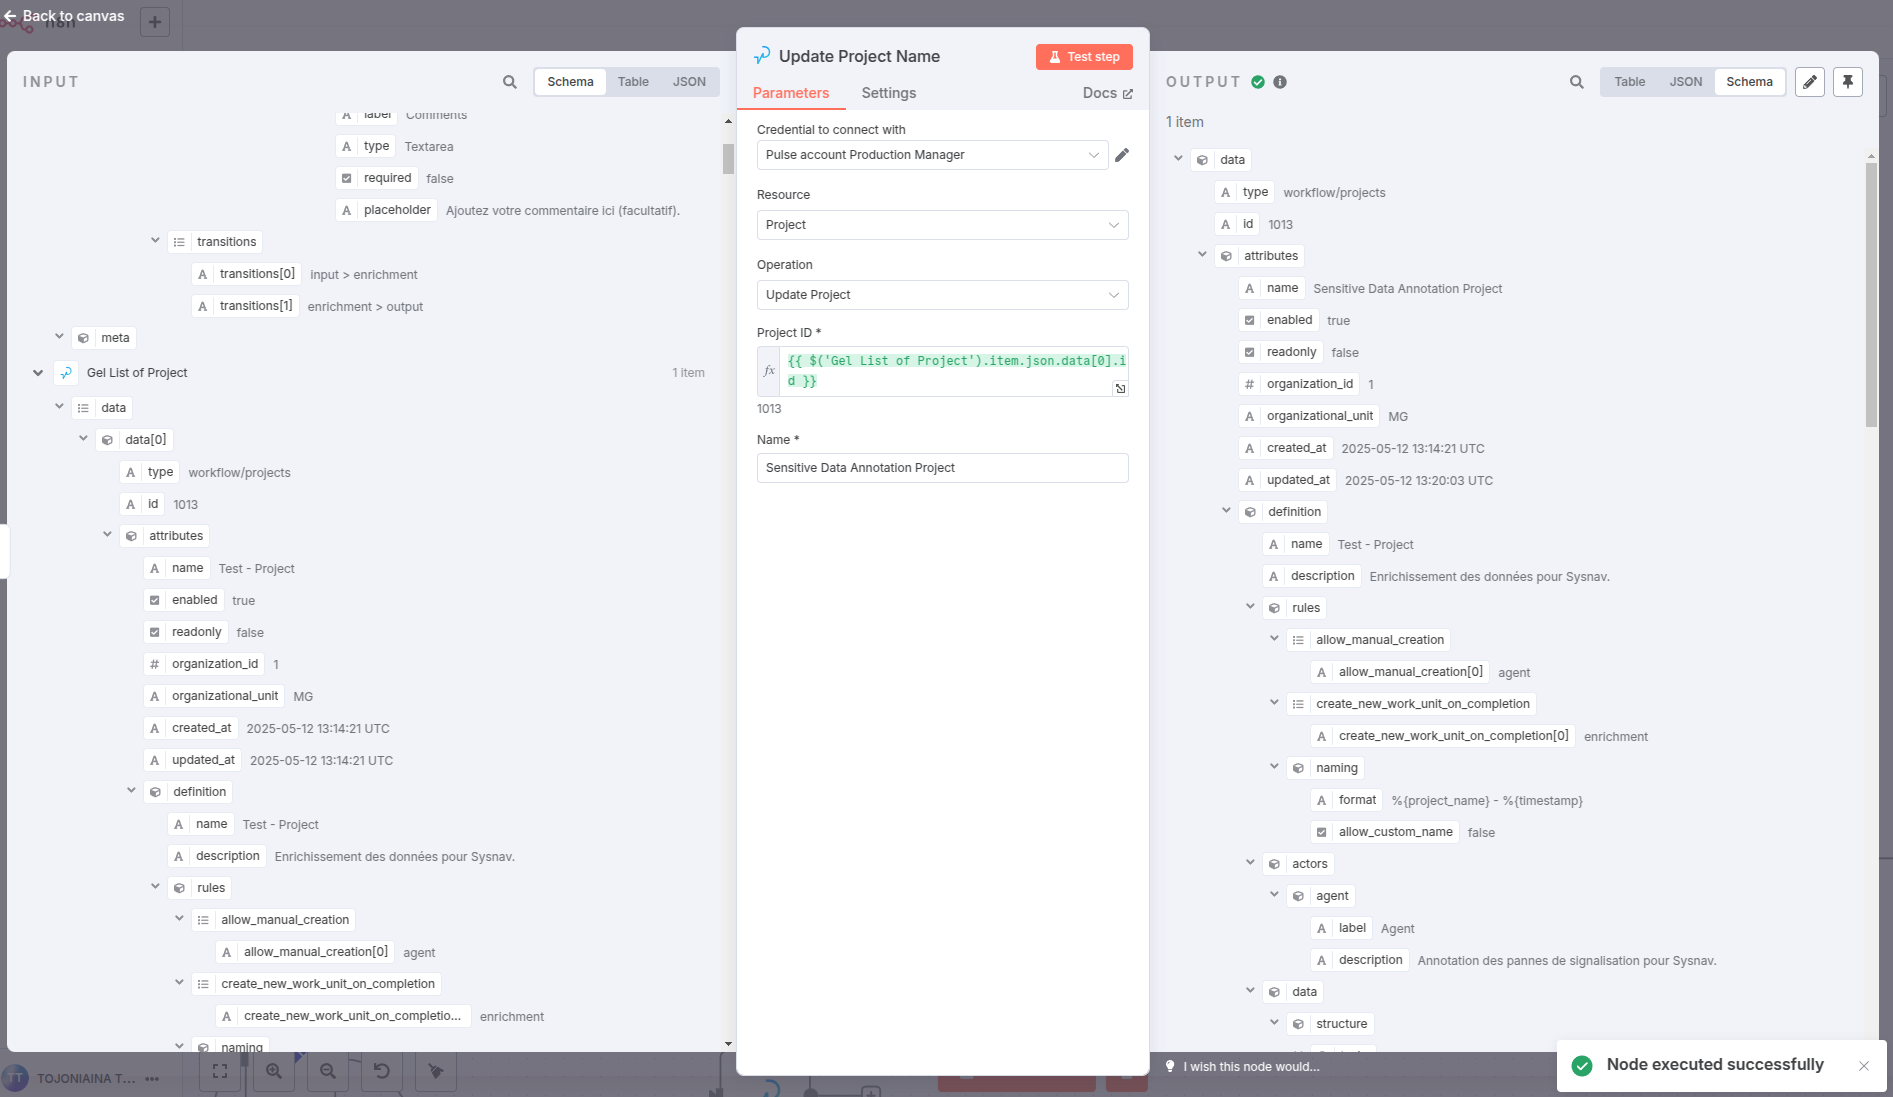 Back to canvas
n8n
INPUT
Schema
Table
JSON
label
Comments
type
Textarea
required
false
placeholder
Ajoutez votre commentaire ici (facultatif).
transitions
transitions[0]
input > enrichment
transitions[1]
enrichment > output
meta
Gel List of Project
1 item
data
data[0]
type
workflow/projects
id
1013
attributes
name
Test - Project
enabled
true
readonly
false
organization_id
1
organizational_unit
MG
created_at
2025-05-12 13:14:21 UTC
updated_at
2025-05-12 13:14:21 UTC
definition
name
Test - Project
description
Enrichissement des données pour Sysnav.
rules
allow_manual_creation
allow_manual_creation[0]
agent
create_new_work_unit_on_completion
create_new_work_unit_on_completio...
enrichment
naming
TT
TOJONIAINA T...
Update Project Name
Test step
Parameters
Settings
Docs
Credential to connect with
Pulse account Production Manager
Resource
Project
Operation
Update Project
Project ID *
fx
{{ $('Gel List of Project').item.json.data[0].i
d }}
1013
Name *
Sensitive Data Annotation Project
OUTPUT
Table
JSON
Schema
1 item
data
type
workflow/projects
id
1013
attributes
name
Sensitive Data Annotation Project
enabled
true
readonly
false
organization_id
1
organizational_unit
MG
created_at
2025-05-12 13:14:21 UTC
updated_at
2025-05-12 13:20:03 UTC
definition
name
Test - Project
description
Enrichissement des données pour Sysnav.
rules
allow_manual_creation
allow_manual_creation[0]
agent
create_new_work_unit_on_completion
create_new_work_unit_on_completion[0]
enrichment
naming
format
%{project_name} - %{timestamp}
allow_custom_name
false
actors
agent
label
Agent
description
Annotation des pannes de signalisation pour Sysnav.
data
structure
I wish this node would...
Node executed successfully